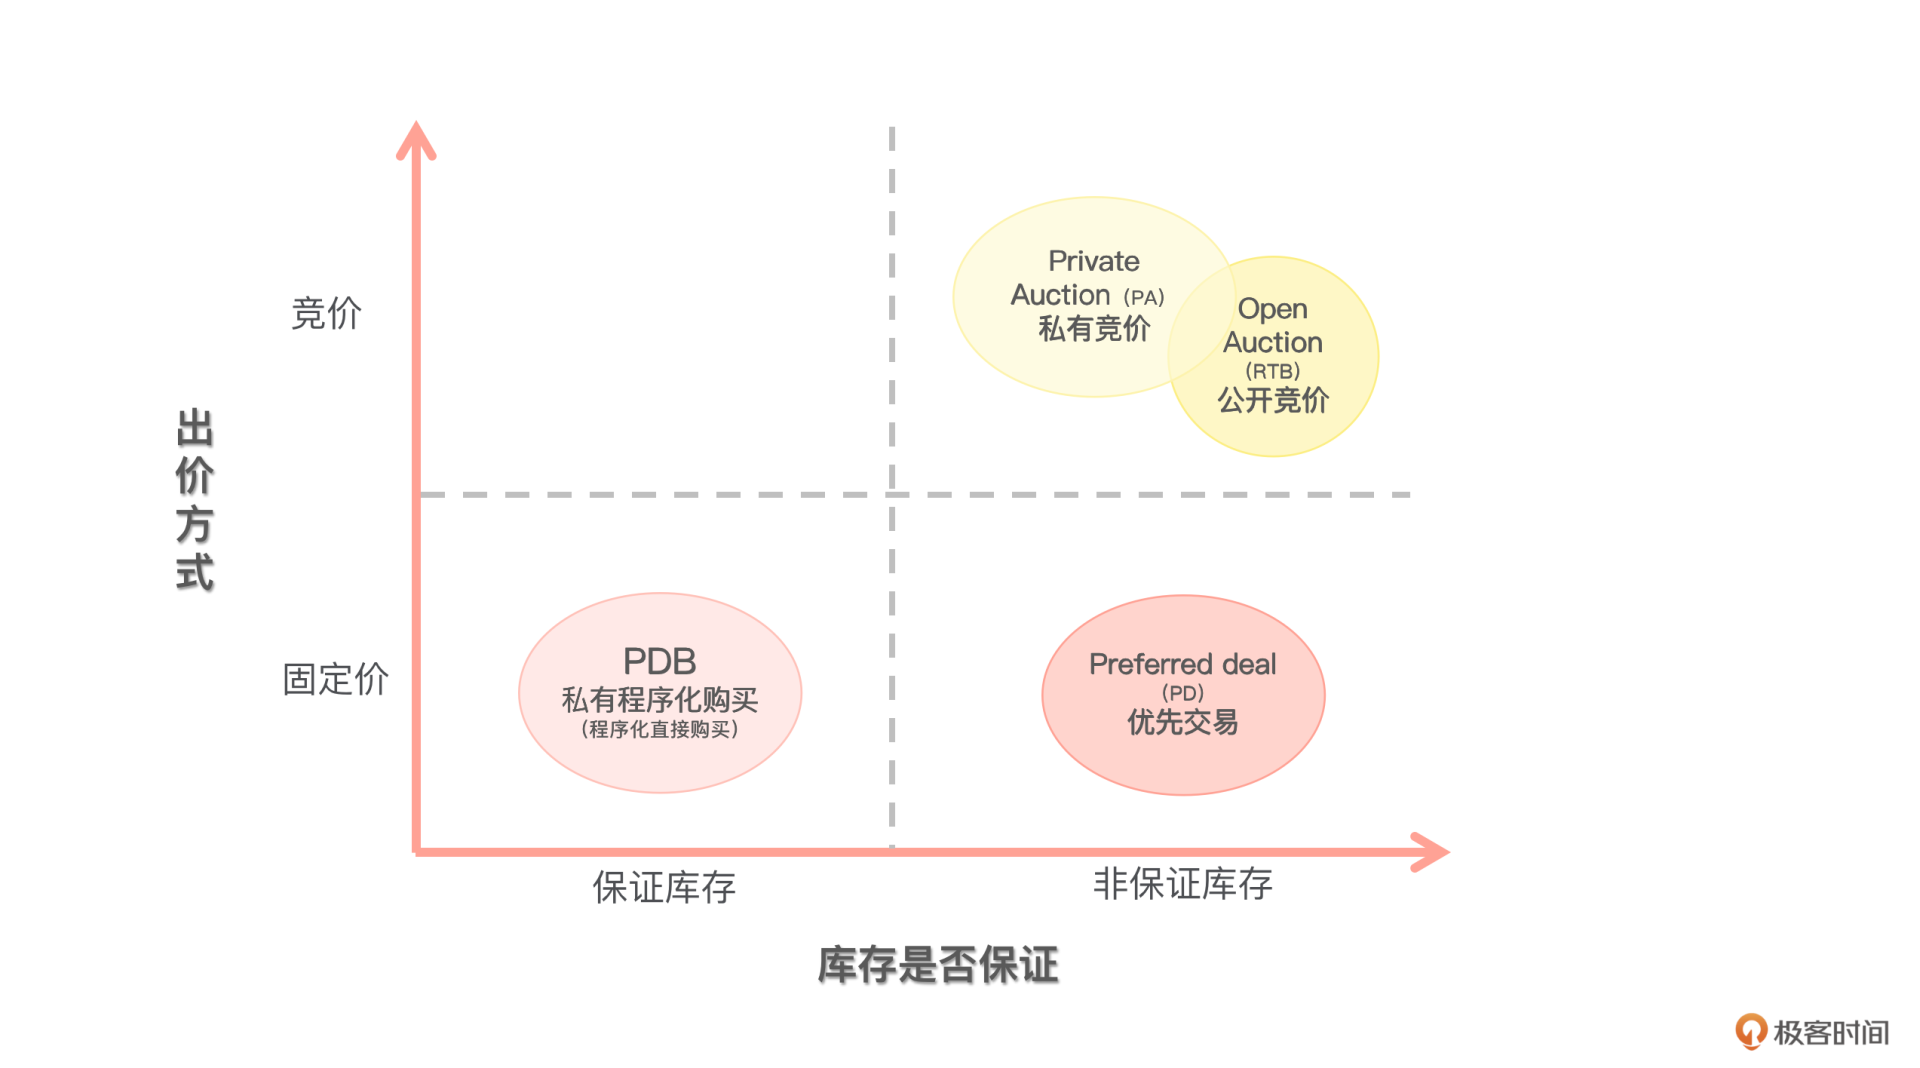 出
价
方
式
竞价
固定价
Private
Auction（PA）
私有竞价
Open
Auction
（RTB）
公开竞价
PDB
私有程序化购买
（程序化直接购买）
Preferred deal
（PD）
优先交易
保证库存
非保证库存
库存是否保证
极客时间